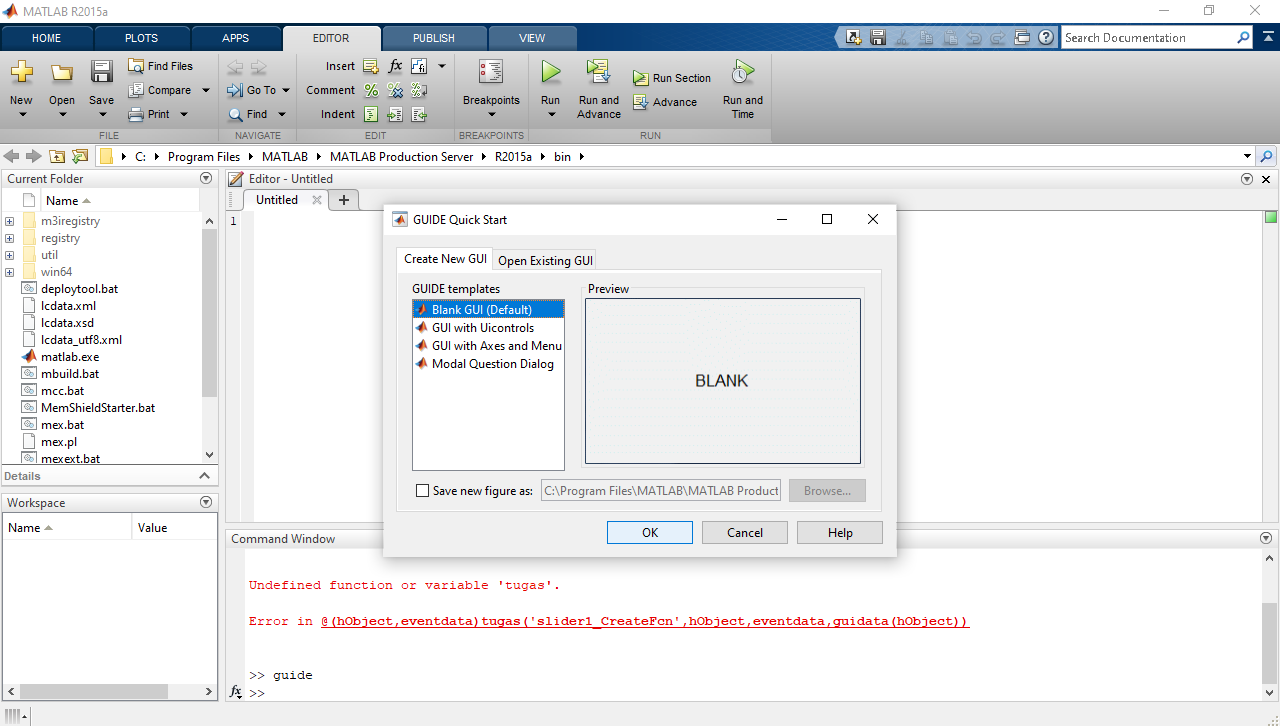 MATLAB R2015a
HOME PLOTS APPS EDITOR PUBLISH VIEW Search Documentation
New Open Save Find Files Compare Print
Go To Find
Insert fx Comment % Indent
Breakpoints
Run Run and Advance Run Section Advance Run and Time
FILE NAVIGATE EDIT BREAKPOINTS RUN
C: Program Files MATLAB MATLAB Production Server R2015a bin
Current Folder
Name
m3iregistry
registry
util
win64
deploytool.bat
lcdata.xml
lcdata.xsd
lcdata_utf8.xml
matlab.exe
mbuild.bat
mcc.bat
MemShieldStarter.bat
mex.bat
mex.pl
mexext.bat
Details
Workspace
Name Value
Editor - Untitled
Untitled
1
GUIDE Quick Start
Create New GUI Open Existing GUI
GUIDE templates
Blank GUI (Default)
GUI with Uicontrols
GUI with Axes and Menu
Modal Question Dialog
Preview
BLANK
Save new figure as: C:\Program Files\MATLAB\MATLAB Product Browse...
OK Cancel Help
Command Window
Undefined function or variable 'tugas'.
Error in @(hObject,eventdata)tugas('slider1_CreateFcn',hObject,eventdata,guidata(hObject))
>> guide
fx >>